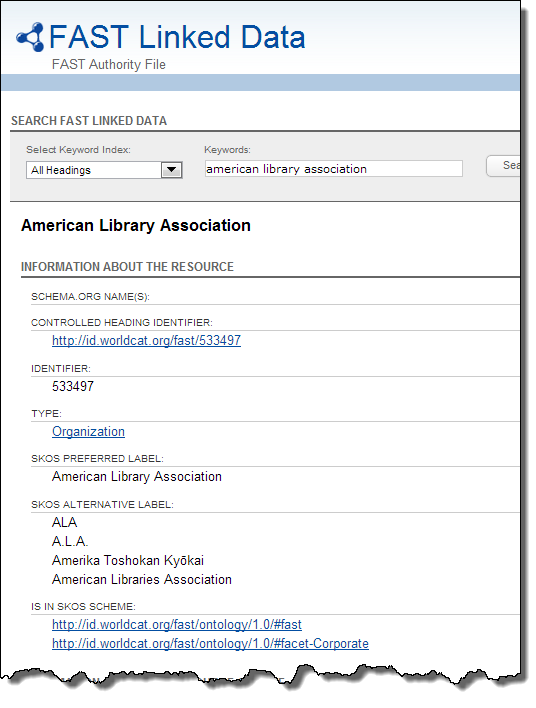 FAST Linked Data
FAST Authority File
SEARCH FAST LINKED DATA
Select Keyword Index: Keywords:
All Headings american library association
American Library Association
INFORMATION ABOUT THE RESOURCE
SCHEMA.ORG NAME(S):
CONTROLLED HEADING IDENTIFIER:
http://id.worldcat.org/fast/533497
IDENTIFIER:
533497
TYPE:
Organization
SKOS PREFERRED LABEL:
American Library Association
SKOS ALTERNATIVE LABEL:
ALA
A.L.A.
Amerika Toshokan Kyōkai
American Libraries Association
IS IN SKOS SCHEME:
http://id.worldcat.org/fast/ontology/1.0/#fast
http://id.worldcat.org/fast/ontology/1.0/#facet-Corporate